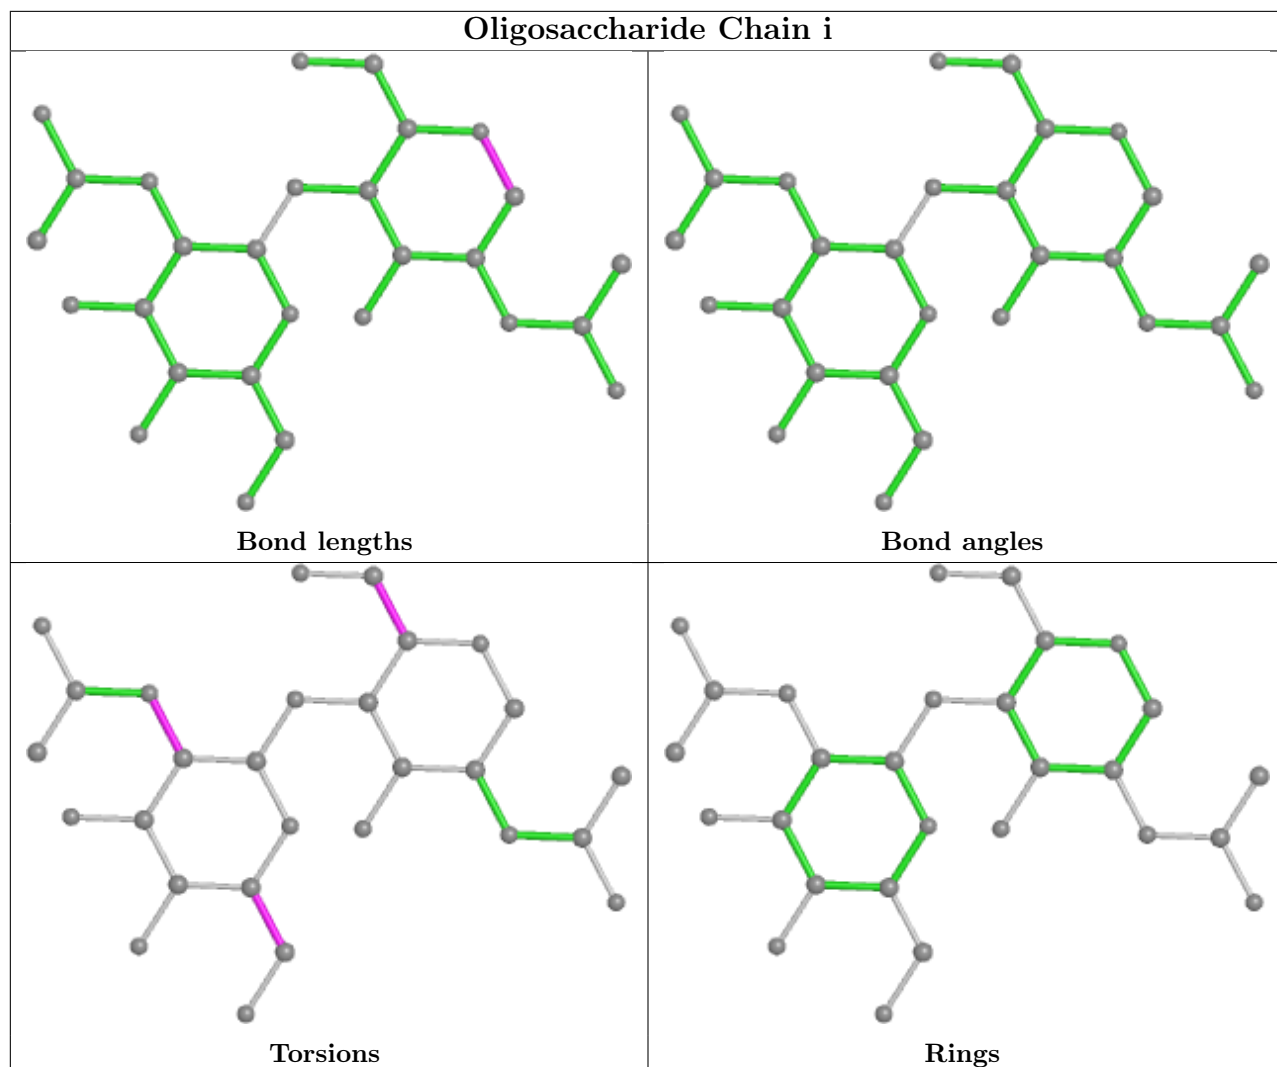 Oligosaccharide Chain i
Bond lengths
Bond angles
Torsions
Rings